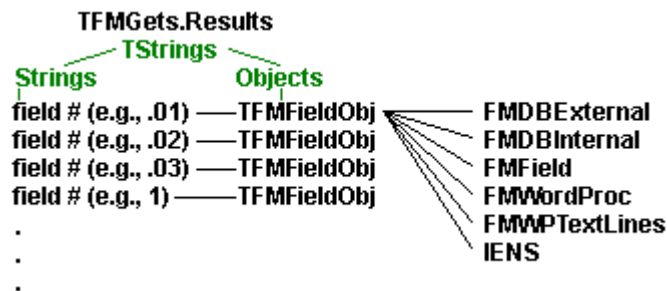 TFMGets.Results
TStrings
Strings Objects
field # (e.g., .01) TFMFieldObj FMDBExternal
field # (e.g., .02) TFMFieldObj FMDBInternal
field # (e.g., .03) TFMFieldObj FMField
field # (e.g., 1) TFMFieldObj FMWordProc
FMWPTextLines
IENS
.
.
.